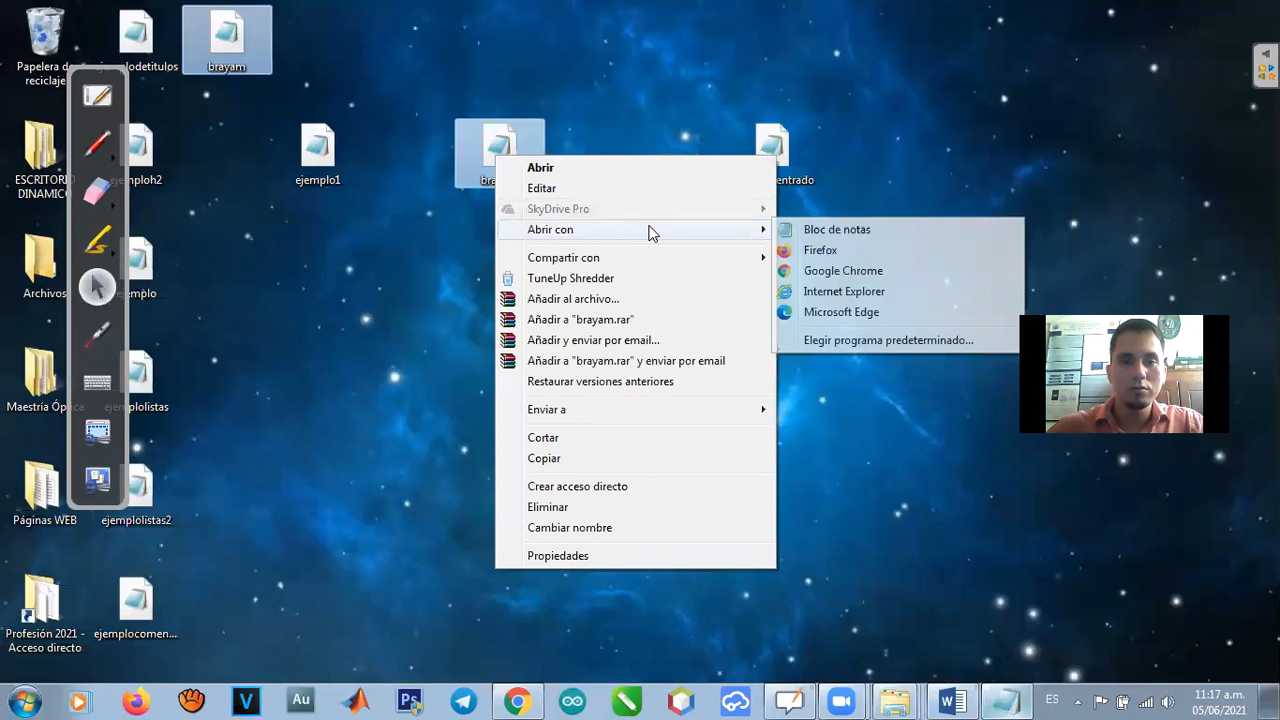 Papelera de
reciclaje
ejemplodetitulos
brayam
ESCRITORIO
DINAMICO
ejemploh2
ejemplo1
Archivos
ejemplo
Maestría Óptica
ejemplolistas
Páginas WEB
ejemplolistas2
Profesión 2021 -
Acceso directo
ejemplocomen...
Abrir
Editar
SkyDrive Pro
Abrir con
Compartir con
TuneUp Shredder
Añadir al archivo...
Añadir a "brayam.rar"
Añadir y enviar por email...
Añadir a "brayam.rar" y enviar por email
Restaurar versiones anteriores
Enviar a
Cortar
Copiar
Crear acceso directo
Eliminar
Cambiar nombre
Propiedades
Bloc de notas
Firefox
Google Chrome
Internet Explorer
Microsoft Edge
Elegir programa predeterminado...
V
Au
Ps
W
ES
11:17 a.m.
05/06/2021